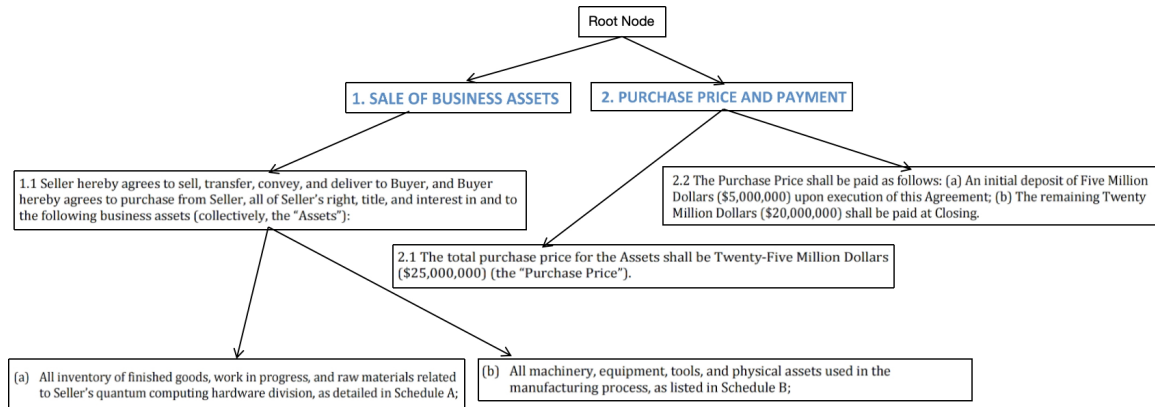 Root Node
1. SALE OF BUSINESS ASSETS
2. PURCHASE PRICE AND PAYMENT
1.1 Seller hereby agrees to sell, transfer, convey, and deliver to Buyer, and Buyer
hereby agrees to purchase from Seller, all of Seller's right, title, and interest in and to
the following business assets (collectively, the “Assets”):
2.2 The Purchase Price shall be paid as follows: (a) An initial deposit of Five Million
Dollars ($5,000,000) upon execution of this Agreement; (b) The remaining Twenty
Million Dollars ($20,000,000) shall be paid at Closing.
2.1 The total purchase price for the Assets shall be Twenty-Five Million Dollars
($25,000,000) (the “Purchase Price”).
(a) All inventory of finished goods, work in progress, and raw materials related
to Seller's quantum computing hardware division, as detailed in Schedule A;
(b) All machinery, equipment, tools, and physical assets used in the
manufacturing process, as listed in Schedule B;